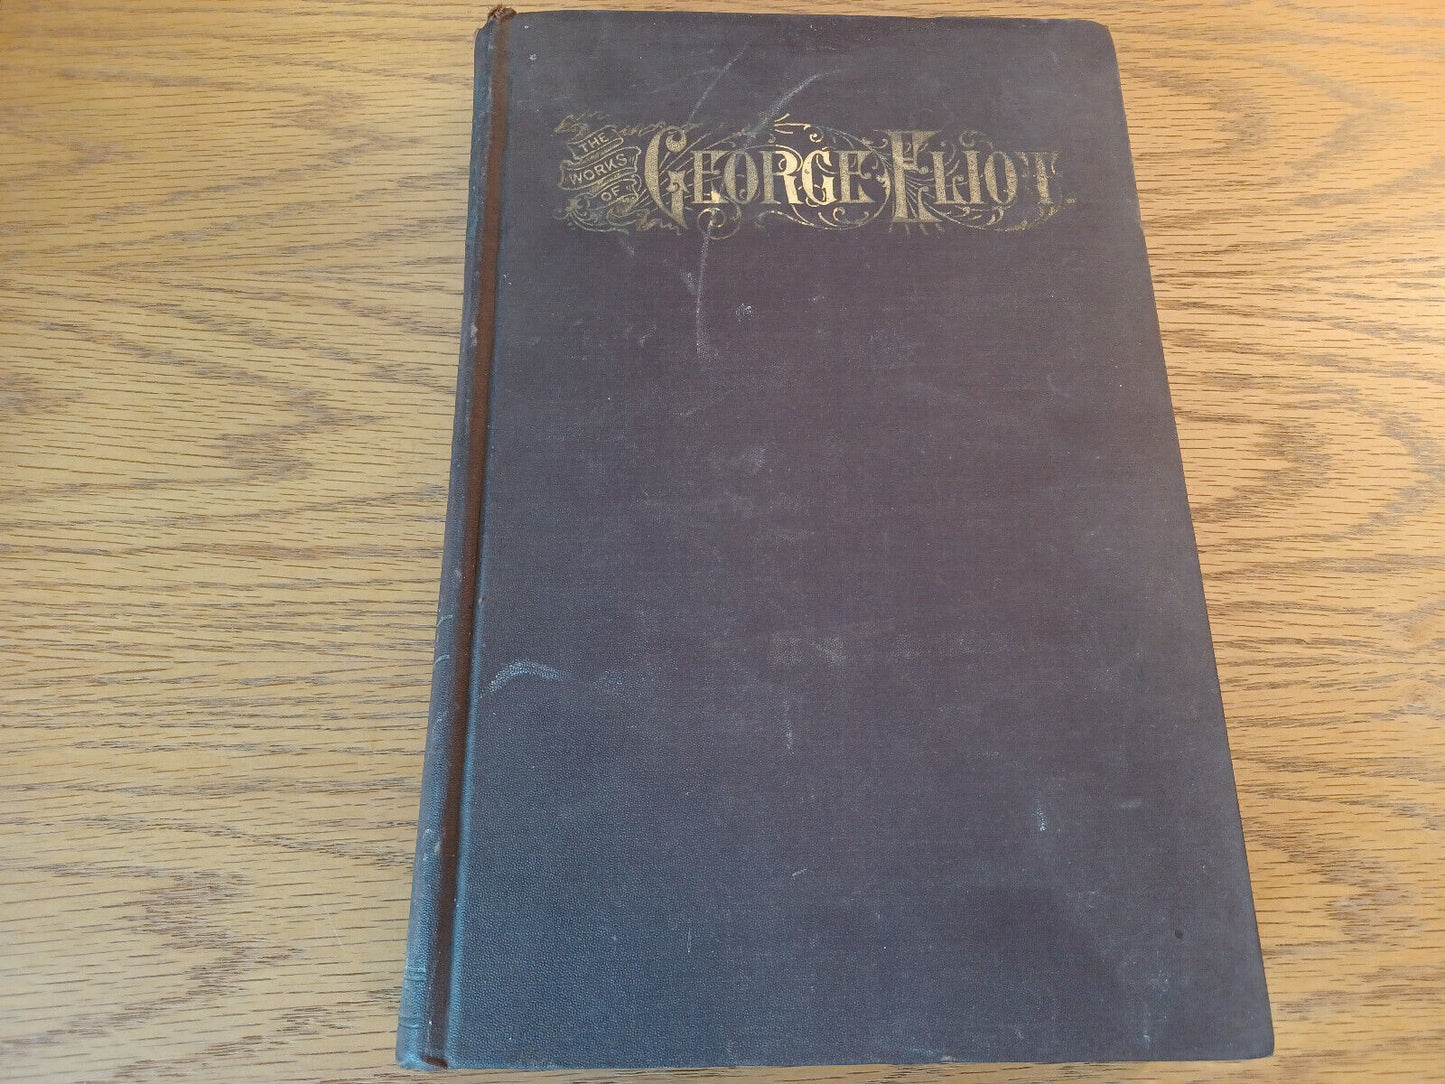 THE
WORKS
OF
GEORGE ELIOT